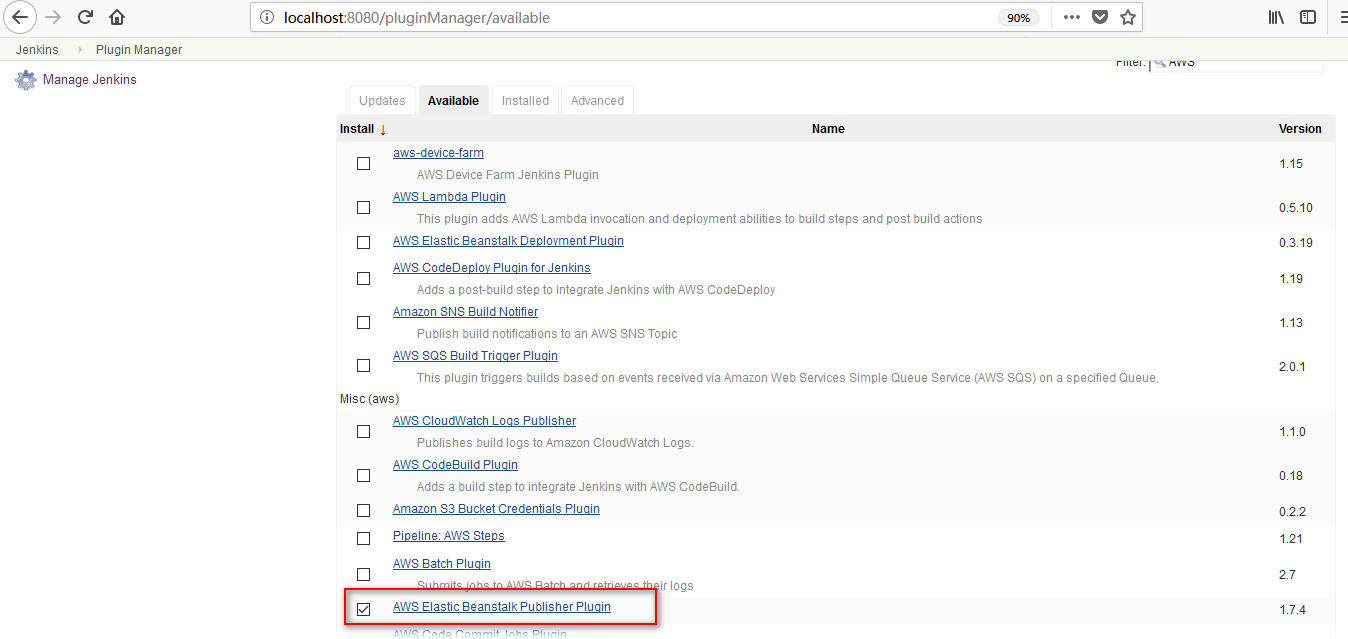 localhost:8080/pluginManager/available
90%
Jenkins
Plugin Manager
Manage Jenkins
Filter:
AWS
Updates
Available
Installed
Advanced
Install ↓
Name
Version
aws-device-farm
AWS Device Farm Jenkins Plugin
1.15
AWS Lambda Plugin
This plugin adds AWS Lambda invocation and deployment abilities to build steps and post build actions
0.5.10
AWS Elastic Beanstalk Deployment Plugin
0.3.19
AWS CodeDeploy Plugin for Jenkins
Adds a post-build step to integrate Jenkins with AWS CodeDeploy
1.19
Amazon SNS Build Notifier
Publish build notifications to an AWS SNS Topic
1.13
AWS SQS Build Trigger Plugin
This plugin triggers builds based on events received via Amazon Web Services Simple Queue Service (AWS SQS) on a specified Queue.
2.0.1
Misc (aws)
AWS CloudWatch Logs Publisher
Publishes build logs to Amazon CloudWatch Logs.
1.1.0
AWS CodeBuild Plugin
Adds a build step to integrate Jenkins with AWS CodeBuild.
0.18
Amazon S3 Bucket Credentials Plugin
0.2.2
Pipeline: AWS Steps
1.21
AWS Batch Plugin
Submits jobs to AWS Batch and retrieves their logs
2.7
AWS Elastic Beanstalk Publisher Plugin
1.7.4
AWS Code Commit Jobs Plugin